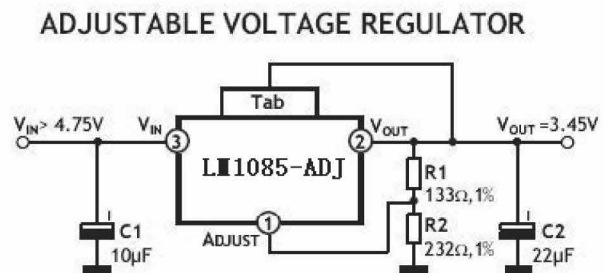 ADJUSTABLE VOLTAGE REGULATOR
Tab
VIN> 4.75V
VIN
3
LM1085-ADJ
2
VOUT
VOUT =3.45V
R1
133Ω,1%
1
ADJUST
R2
232Ω,1%
C1
10µF
C2
22µF